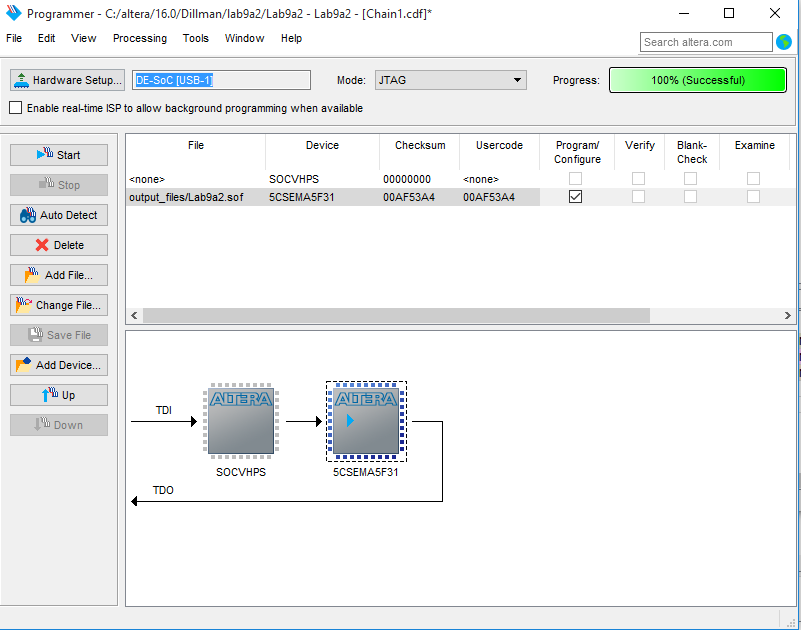 Programmer - C:/altera/16.0/Dillman/lab9a2/Lab9a2 - Lab9a2 - [Chain1.cdf]*
File Edit View Processing Tools Window Help
Search altera.com
Hardware Setup... DE-SoC [USB-1] Mode: JTAG Progress: 100% (Successful)
Enable real-time ISP to allow background programming when available
Start
Stop
Auto Detect
Delete
Add File...
Change File...
Save File
Add Device...
Up
Down
File Device Checksum Usercode Program/ Verify Blank- Examine
Configure Check
<none> SOCVHPS 00000000 <none>
output_files/Lab9a2.sof 5CSEMA5F31 00AF53A4 00AF53A4
ALTERA ALTERA
TDI
SOCVHPS 5CSEMA5F31
TDO